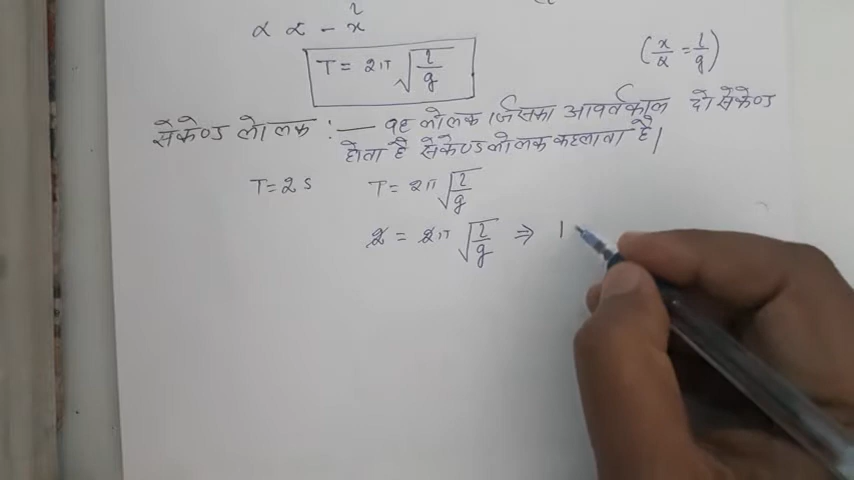 α ∝ - x
T = 2π √(l/g)
(x/α = l/g)
सेकेण्ड लोलक :— वह लोलक जिसका आवर्तकाल दो सेकेण्ड
होता है सेकेण्ड लोलक कहलाता है|
T = 2 s T = 2π √(l/g)
2 = 2π √(l/g) ⇒ 1